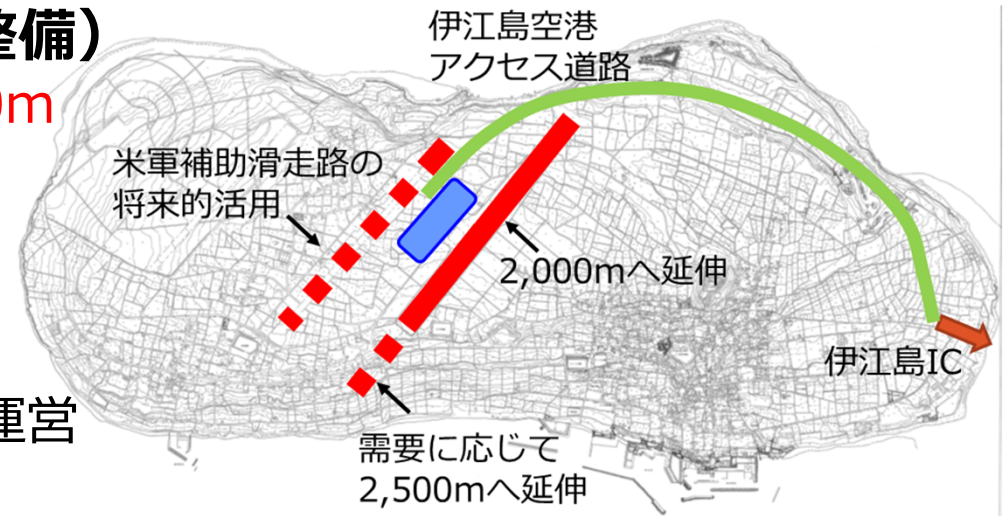 整備）
0m
伊江島空港
アクセス道路
米軍補助滑走路の
将来的活用
2,000mへ延伸
伊江島IC
運営
需要に応じて
2,500mへ延伸